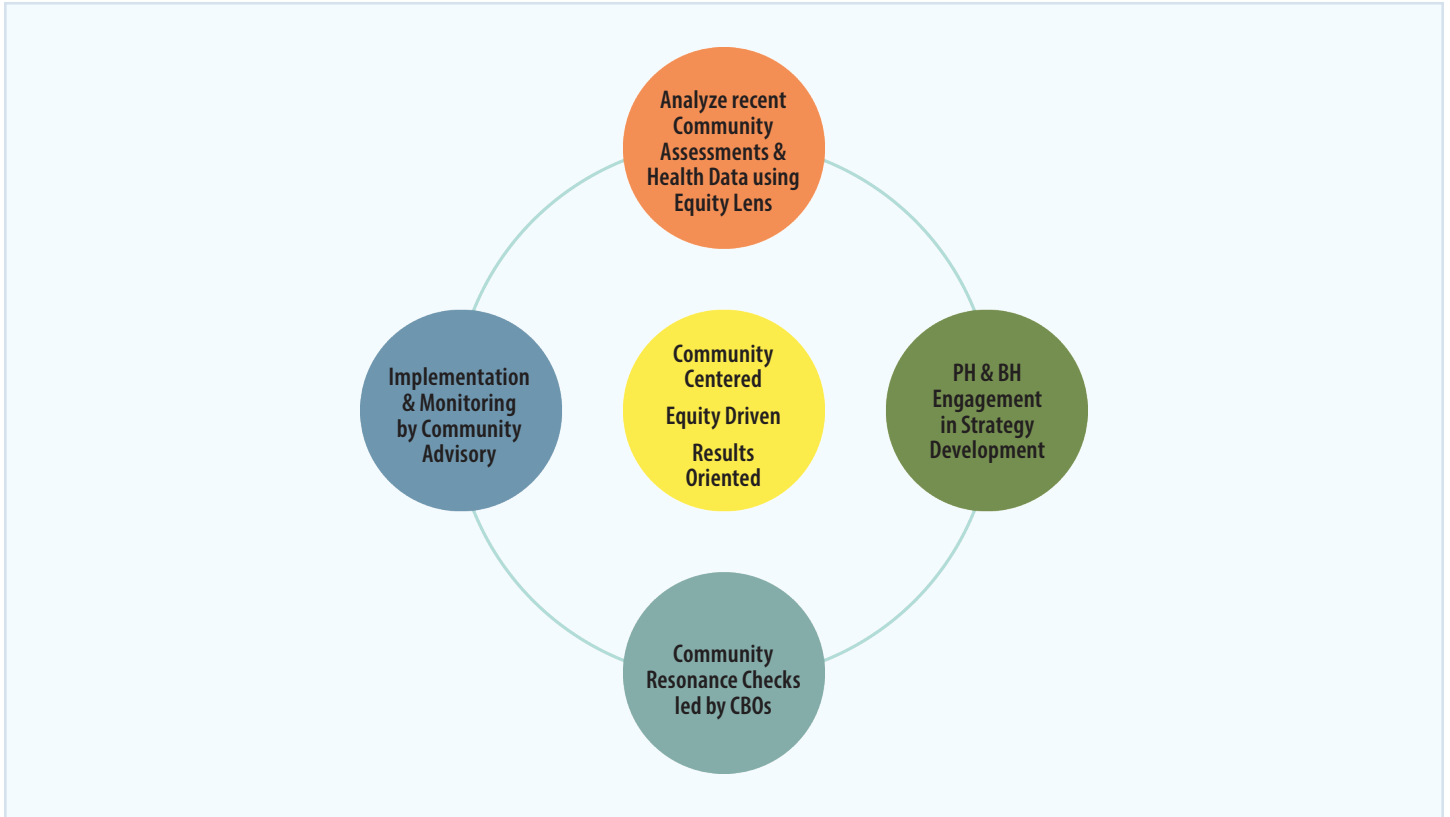 Analyze recent
Community
Assessments &
Health Data using
Equity Lens
Implementation
& Monitoring
by Community
Advisory
Community
Centered
Equity Driven
Results
Oriented
PH & BH
Engagement
in Strategy
Development
Community
Resonance Checks
led by CBOs